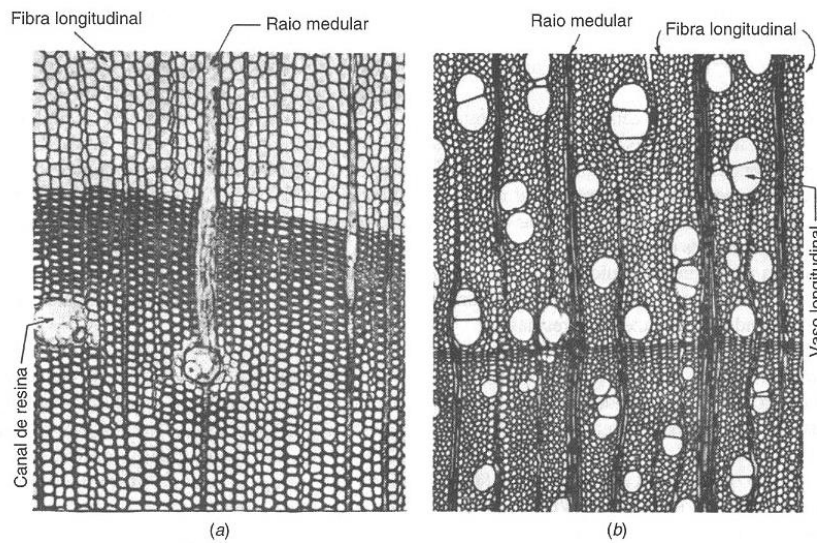 Fibra longitudinal
Raio medular
Canal de resina
(a)
Raio medular
Fibra longitudinal
Vaso longitudinal
(b)